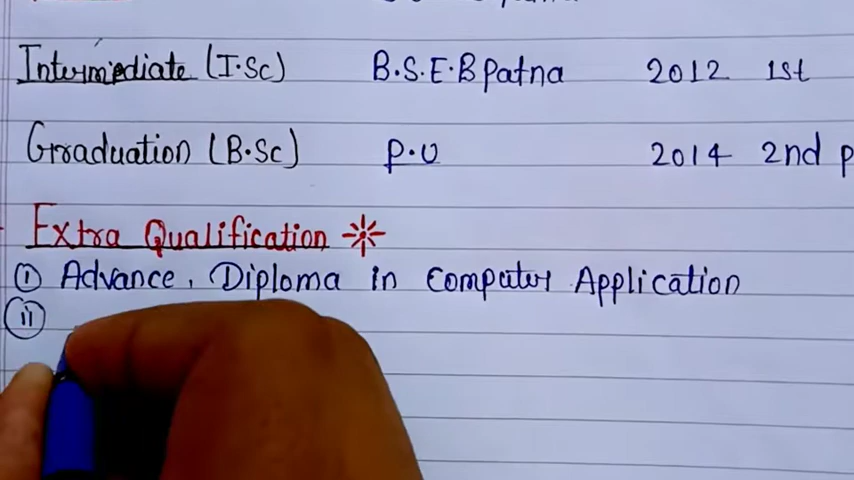 Intermediate (I.Sc) B.S.E.B Patna 2012 1st
Graduation (B.Sc) P.U 2014 2nd
Extra Qualification
(i) Advance, Diploma in Computer Application
(ii)